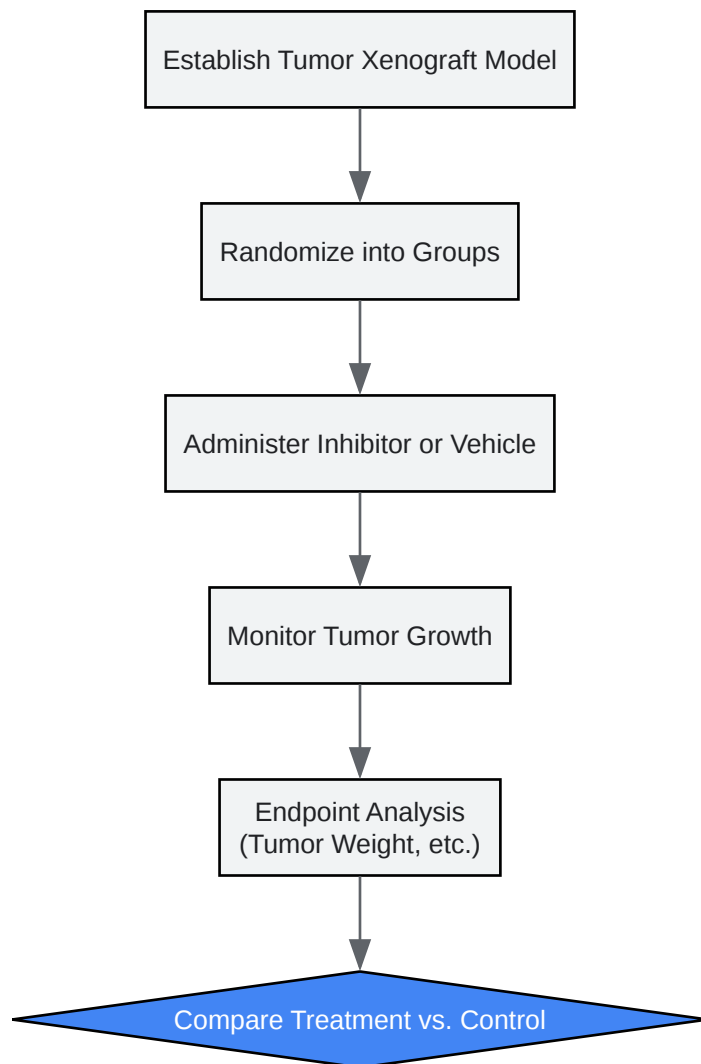 Establish Tumor Xenograft Model
Randomize into Groups
Administer Inhibitor or Vehicle
Monitor Tumor Growth
Endpoint Analysis
(Tumor Weight, etc.)
Compare Treatment vs. Control